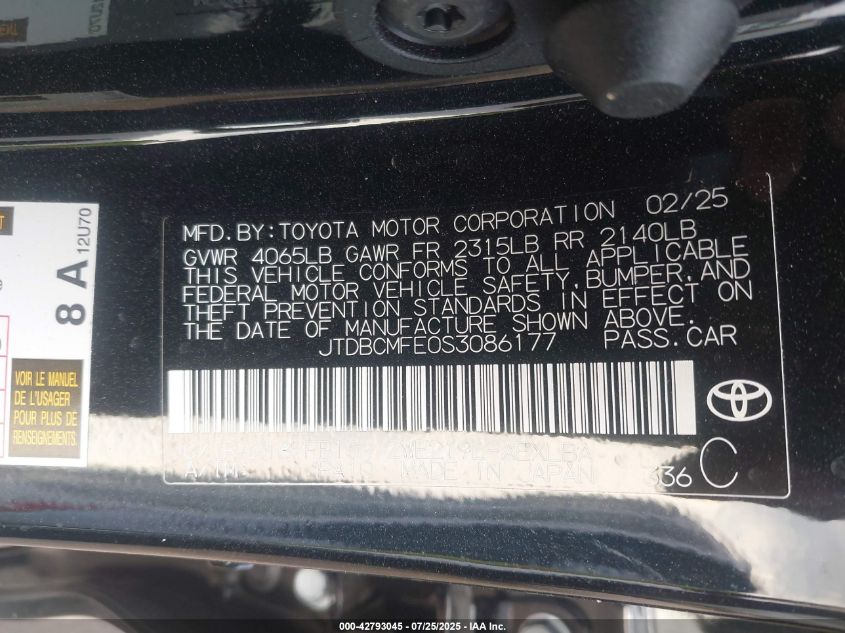 MFD.BY:TOYOTA MOTOR CORPORATION 02/25
GVWR 4065LB GAWR FR 2315LB RR 2140LB
THIS VEHICLE CONFORMS TO ALL APPLICABLE
FEDERAL MOTOR VEHICLE SAFETY,BUMPER,AND
THEFT PREVENTION STANDARDS IN EFFECT ON
THE DATE OF MANUFACTURE SHOWN ABOVE.
JTDBCMFE0S3086177 PASS.CAR
A/TM: MADE IN JAPAN
336 C
8 A
12U70
VOIR LE MANUEL
DE L'USAGER
POUR PLUS DE
RENSEIGNEMENTS.
000-42793045 - 07/25/2025 - IAA Inc.